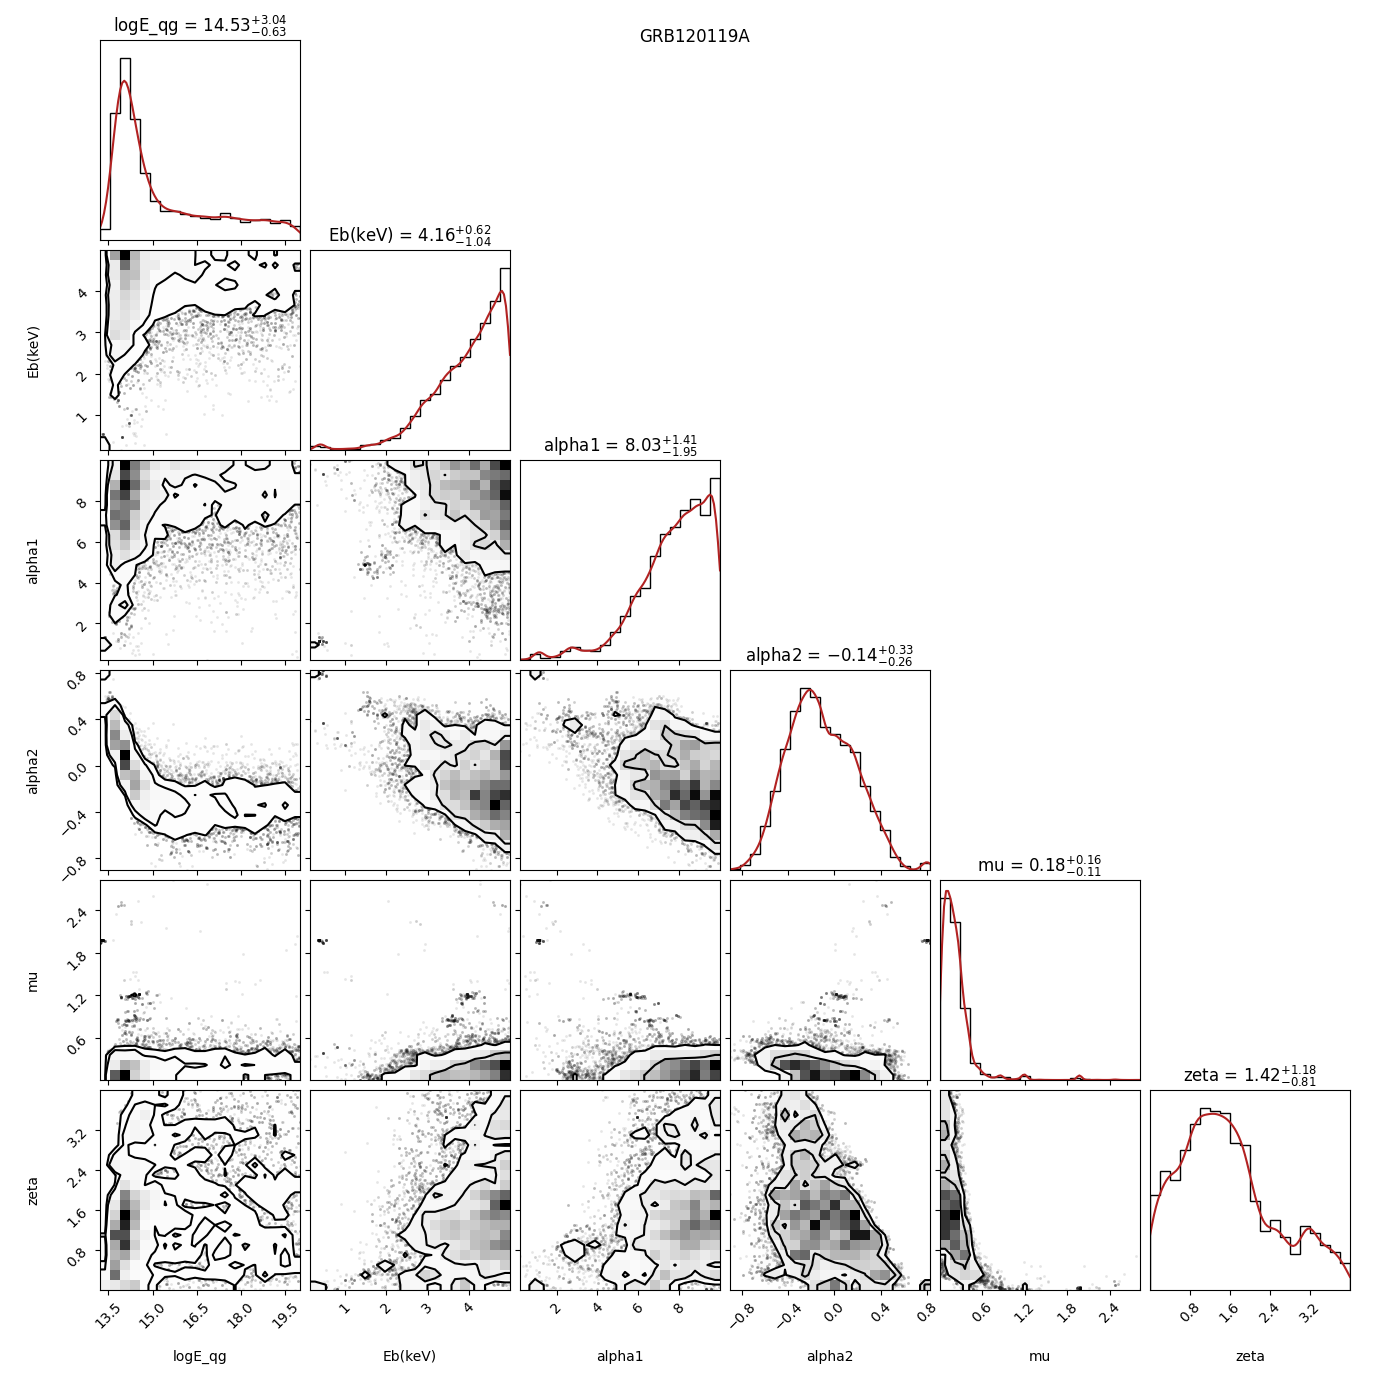 GRB120119A
logE_qg = 14.53+3.04−0.63
Eb(keV) = 4.16+0.62−1.04
4
3
2
1
Eb(keV)
alpha1 = 8.03+1.41−1.95
8
6
4
2
alpha1
alpha2 = −0.14+0.33−0.26
0.8
0.4
0.0
−0.4
−0.8
alpha2
mu = 0.18+0.16−0.11
2.4
1.8
1.2
0.6
mu
zeta = 1.42+1.18−0.81
3.2
2.4
1.6
0.8
zeta
13.5 15.0 16.5 18.0 19.5 1 2 3 4 2 4 6 8 −0.8 −0.4 0.0 0.4 0.8 0.6 1.2 1.8 2.4 0.8 1.6 2.4 3.2
logE_qg Eb(keV) alpha1 alpha2 mu zeta